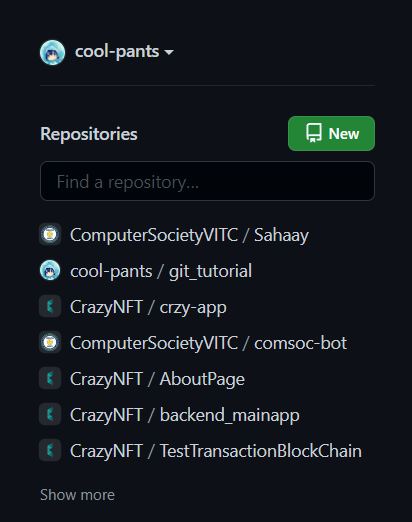 cool-pants
Repositories
New
Find a repository...
ComputerSocietyVITC / Sahaay
cool-pants / git_tutorial
CrazyNFT / crzy-app
ComputerSocietyVITC / comsoc-bot
CrazyNFT / AboutPage
CrazyNFT / backend_mainapp
CrazyNFT / TestTransactionBlockChain
Show more